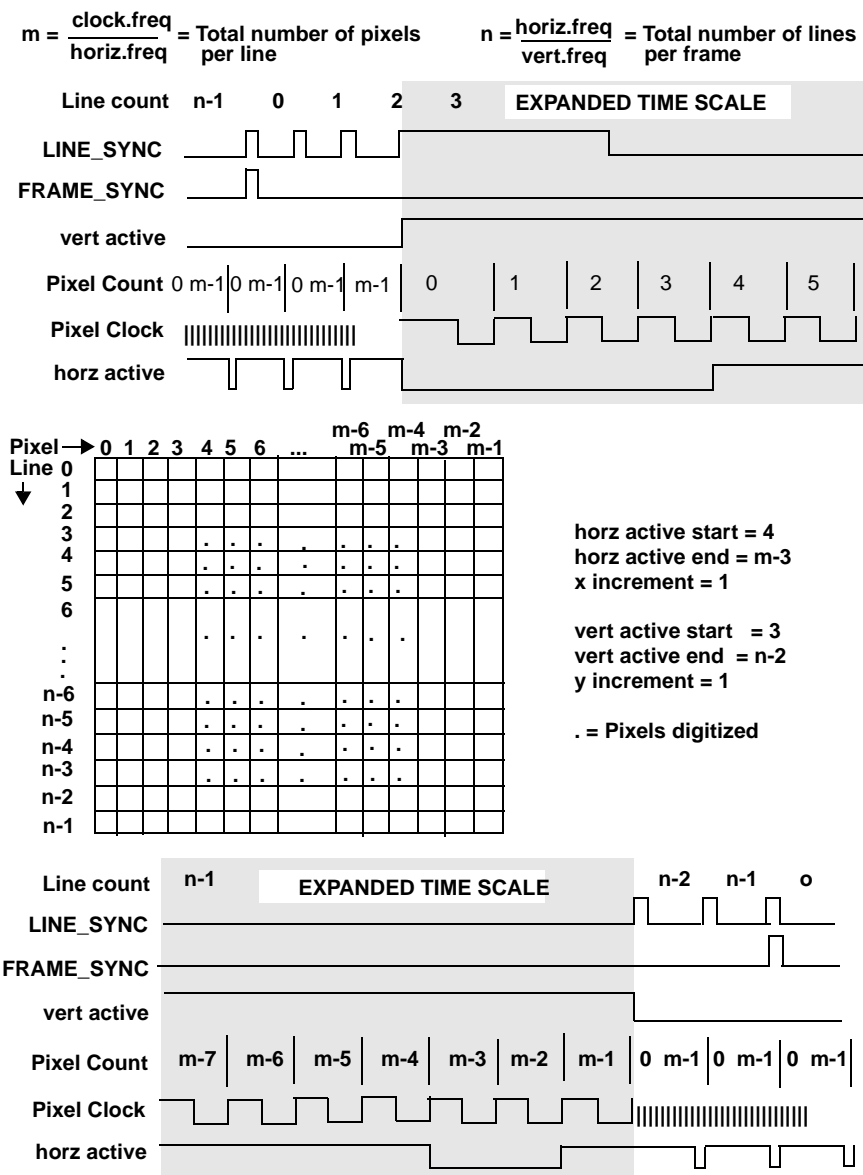 m = clock.freq / horiz.freq = Total number of pixels per line
n = horiz.freq / vert.freq = Total number of lines per frame
Line count n-1 0 1 2 3 EXPANDED TIME SCALE
LINE_SYNC
FRAME_SYNC
vert active
Pixel Count 0 m-1 0 m-1 0 m-1 m-1 0 1 2 3 4 5
Pixel Clock
horz active
m-6 m-4 m-2
Pixel 0 1 2 3 4 5 6 ... m-5 m-3 m-1
Line 0
1
2
3
4
5
6
.
.
.
n-6
n-5
n-4
n-3
n-2
n-1
horz active start = 4
horz active end = m-3
x increment = 1
vert active start = 3
vert active end = n-2
y increment = 1
. = Pixels digitized
Line count n-1 EXPANDED TIME SCALE n-2 n-1 o
LINE_SYNC
FRAME_SYNC
vert active
Pixel Count m-7 m-6 m-5 m-4 m-3 m-2 m-1 0 m-1 0 m-1 0 m-1
Pixel Clock
horz active